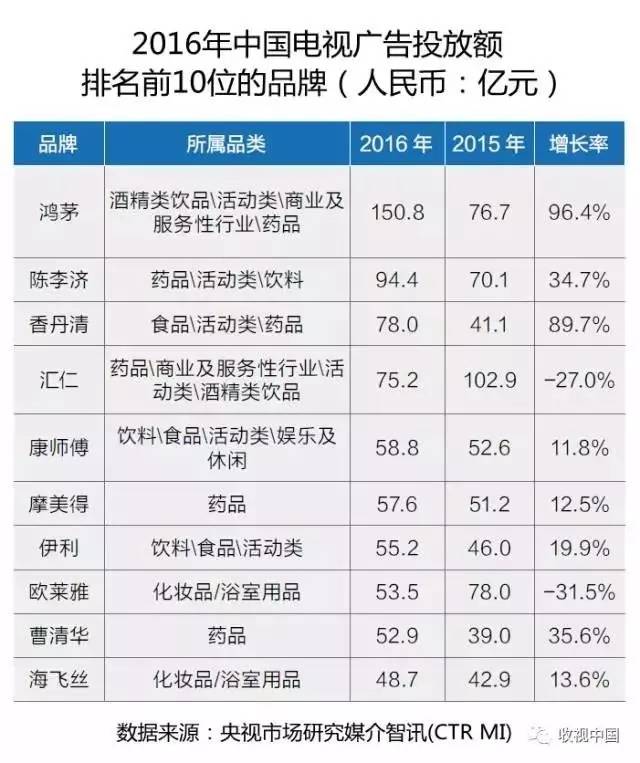 2016年中国电视广告投放额
排名前10位的品牌（人民币：亿元）
品牌 所属品类 2016 年 2015 年 增长率
鸿茅 酒精类饮品\活动类\商业及 150.8 76.7 96.4%
服务性行业\药品
陈李济 药品\活动类\饮料 94.4 70.1 34.7%
香丹清 食品\活动类\药品 78.0 41.1 89.7%
汇仁 药品\商业及服务性行业\活 75.2 102.9 -27.0%
动类\酒精类饮品
康师傅 饮料\食品\活动类\娱乐及 58.8 52.6 11.8%
休闲
摩美得 药品 57.6 51.2 12.5%
伊利 饮料\食品\活动类 55.2 46.0 19.9%
欧莱雅 化妆品/浴室用品 53.5 78.0 -31.5%
曹清华 药品 52.9 39.0 35.6%
海飞丝 化妆品/浴室用品 48.7 42.9 13.6%
数据来源：央视市场研究媒介智讯(CTR MI)
收视中国